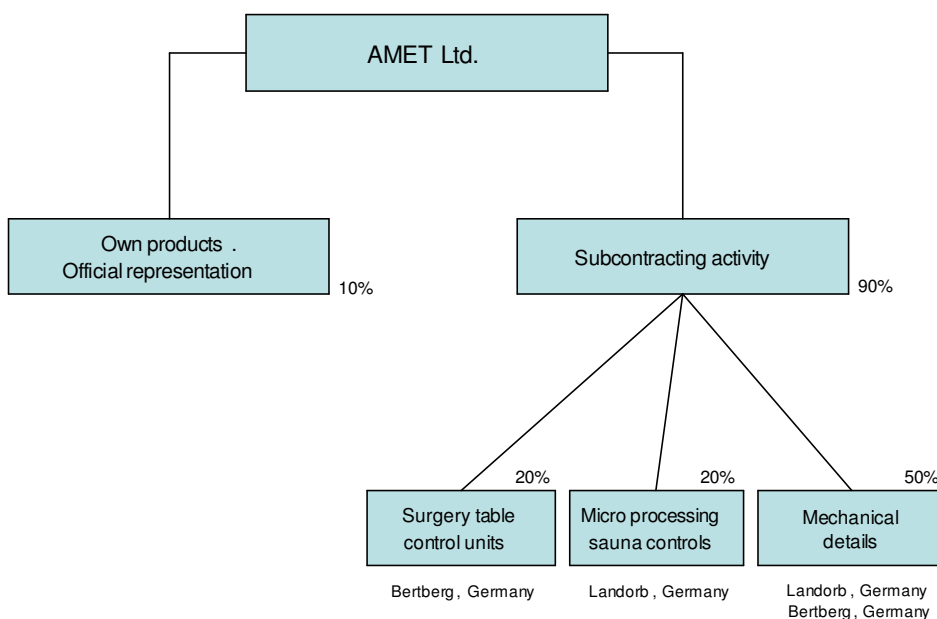 AMET Ltd.
Own products .
Official representation
10%
Subcontracting activity
90%
20%
Surgery table
control units
Bertberg , Germany
20%
Micro processing
sauna controls
Landorb , Germany
50%
Mechanical
details
Landorb , Germany
Bertberg , Germany